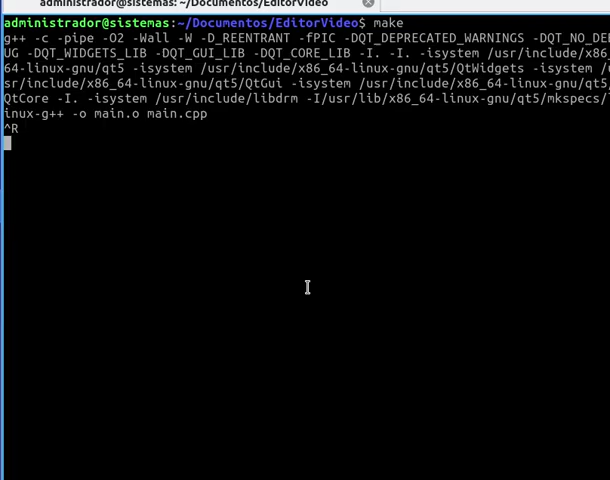 administrador@sistemas: ~/Documentos/EditorVideo
administrador@sistemas:~/Documentos/EditorVideo$ make
g++ -c -pipe -O2 -Wall -W -D_REENTRANT -fPIC -DQT_DEPRECATED_WARNINGS -DQT_NO_DEB
UG -DQT_WIDGETS_LIB -DQT_GUI_LIB -DQT_CORE_LIB -I. -I. -isystem /usr/include/x86_
64-linux-gnu/qt5 -isystem /usr/include/x86_64-linux-gnu/qt5/QtWidgets -isystem /u
sr/include/x86_64-linux-gnu/qt5/QtGui -isystem /usr/include/x86_64-linux-gnu/qt5/
QtCore -I. -isystem /usr/include/libdrm -I/usr/lib/x86_64-linux-gnu/qt5/mkspecs/l
inux-g++ -o main.o main.cpp
^R